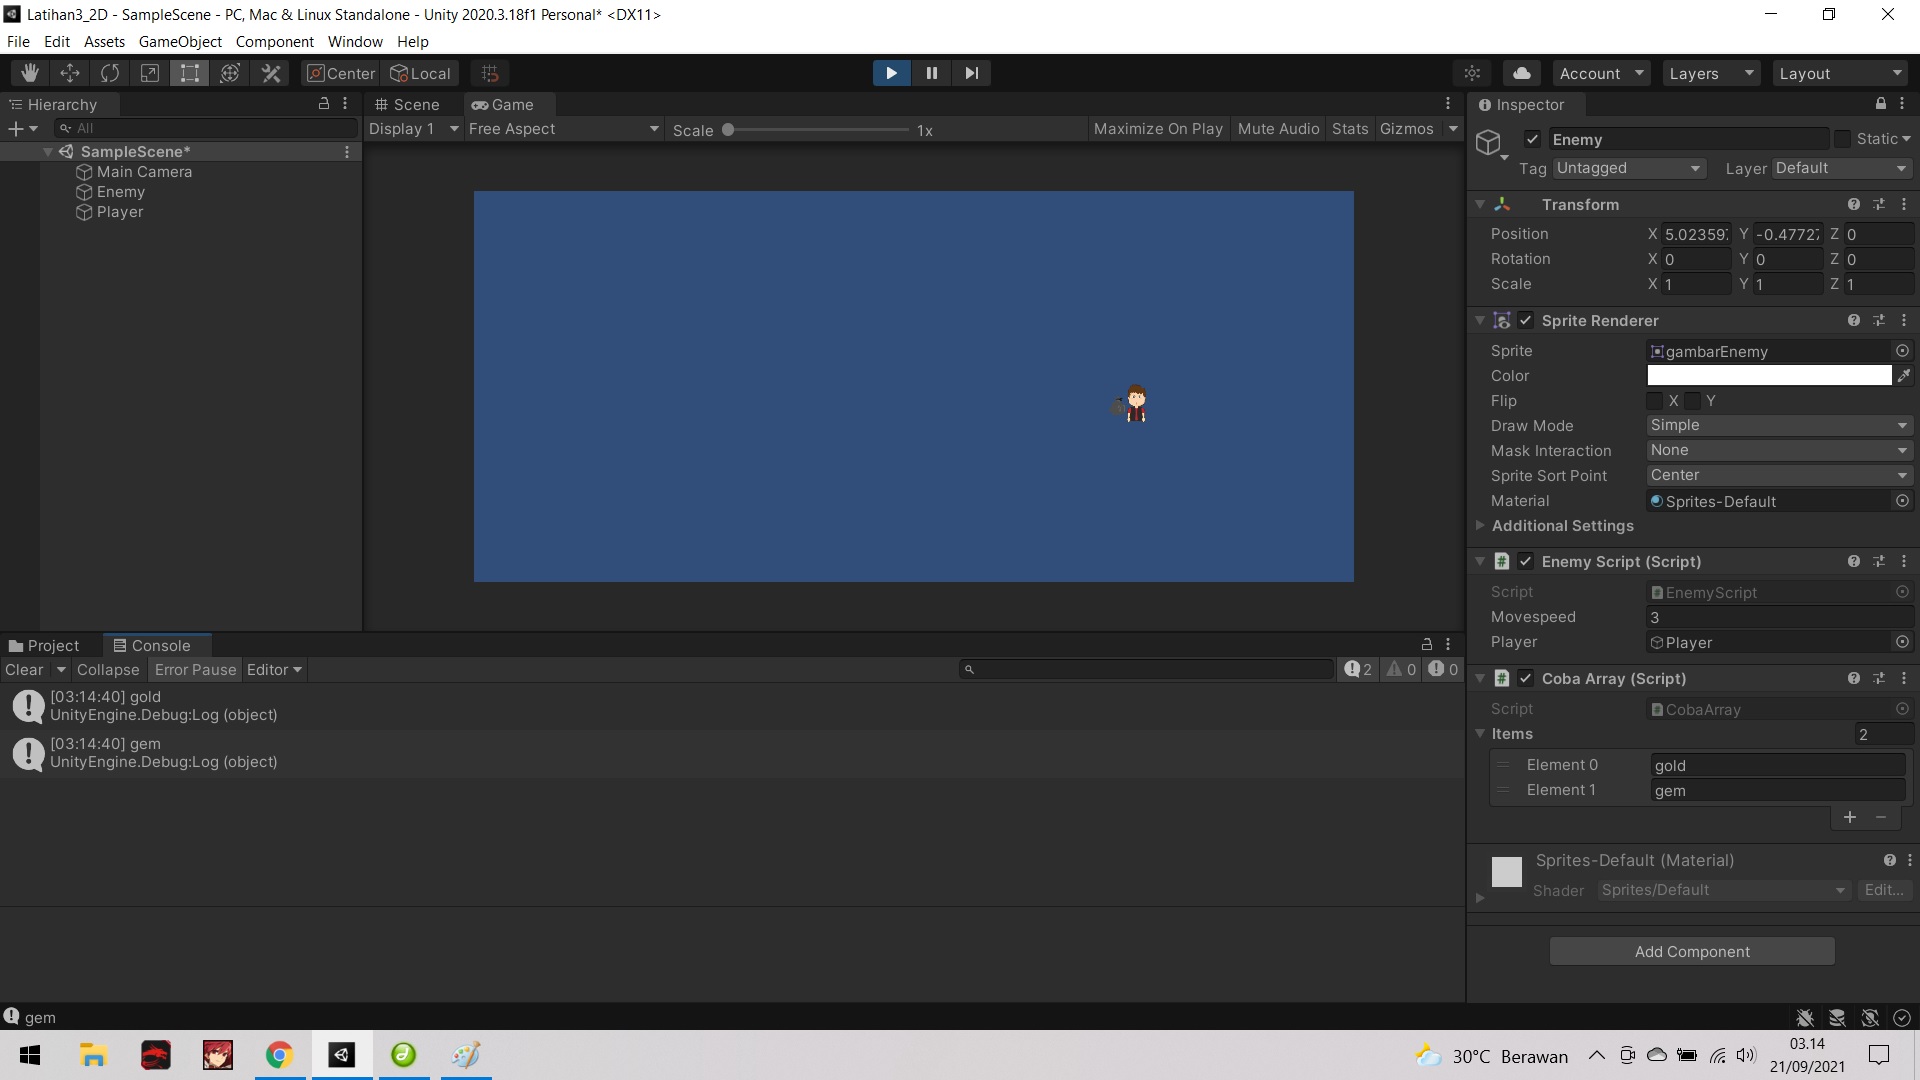 Latihan3_2D - SampleScene - PC, Mac & Linux Standalone - Unity 2020.3.18f1 Personal* <DX11>
File Edit Assets GameObject Component Window Help
Center Local Account Layers Layout
Hierarchy
All
SampleScene*
Main Camera
Enemy
Player
Scene Game
Display 1 Free Aspect Scale 1x Maximize On Play Mute Audio Stats Gizmos
Project Console
Clear Collapse Error Pause Editor 2 0 0
[03:14:40] gold
UnityEngine.Debug:Log (object)
[03:14:40] gem
UnityEngine.Debug:Log (object)
gem
Inspector
Enemy Static
Tag Untagged Layer Default
Transform
Position X 5.02359 Y -0.4772 Z 0
Rotation X 0 Y 0 Z 0
Scale X 1 Y 1 Z 1
Sprite Renderer
Sprite gambarEnemy
Color
Flip X Y
Draw Mode Simple
Mask Interaction None
Sprite Sort Point Center
Material Sprites-Default
Additional Settings
Enemy Script (Script)
Script EnemyScript
Movespeed 3
Player Player
Coba Array (Script)
Script CobaArray
Items 2
Element 0 gold
Element 1 gem
+ −
Sprites-Default (Material)
Shader Sprites/Default Edit...
Add Component
30°C Berawan
03.14
21/09/2021